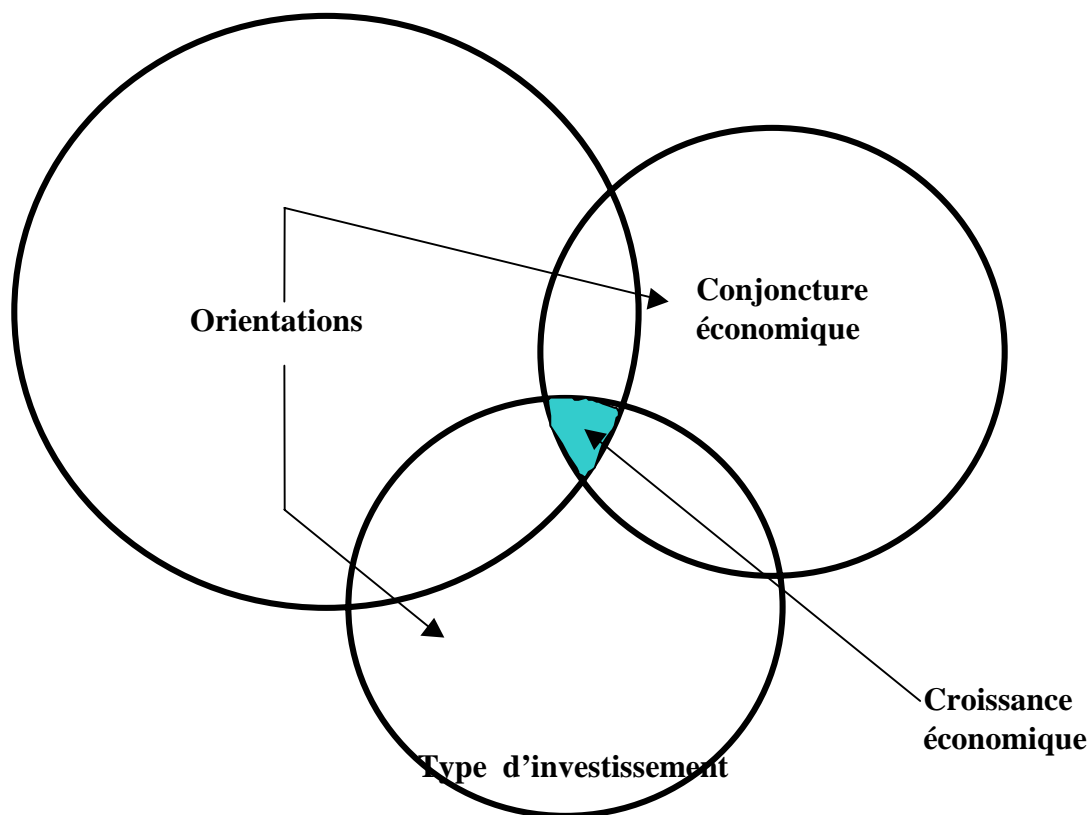 Orientations
Conjoncture
économique
Croissance
économique
Type d’investissement